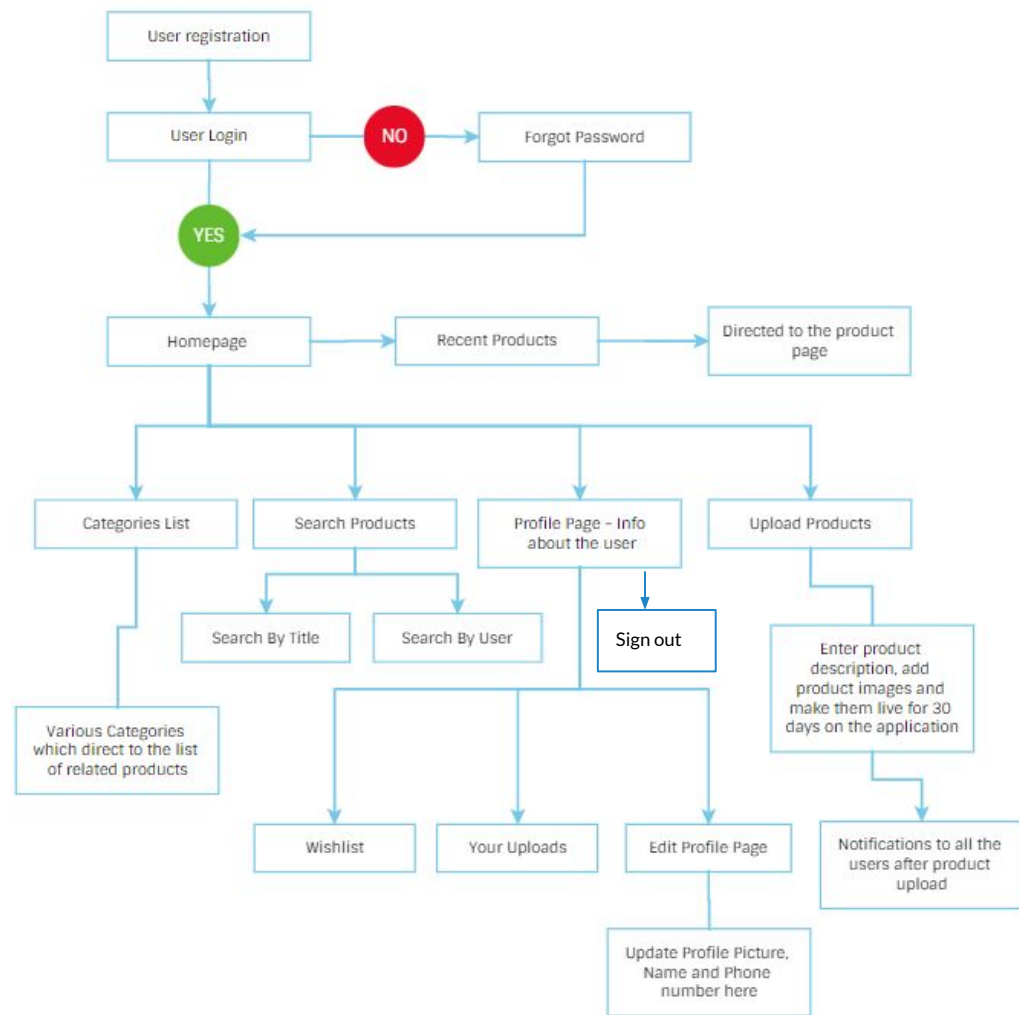 User registration
User Login
NO
Forgot Password
YES
Homepage
Recent Products
Directed to the product
page
Categories List
Search Products
Profile Page - Info
about the user
Upload Products
Search By Title
Search By User
Sign out
Enter product
description, add
product images and
make them live for 30
days on the application
Various Categories
which direct to the list
of related products
Wishlist
Your Uploads
Edit Profile Page
Notifications to all the
users after product
upload
Update Profile Picture,
Name and Phone
number here